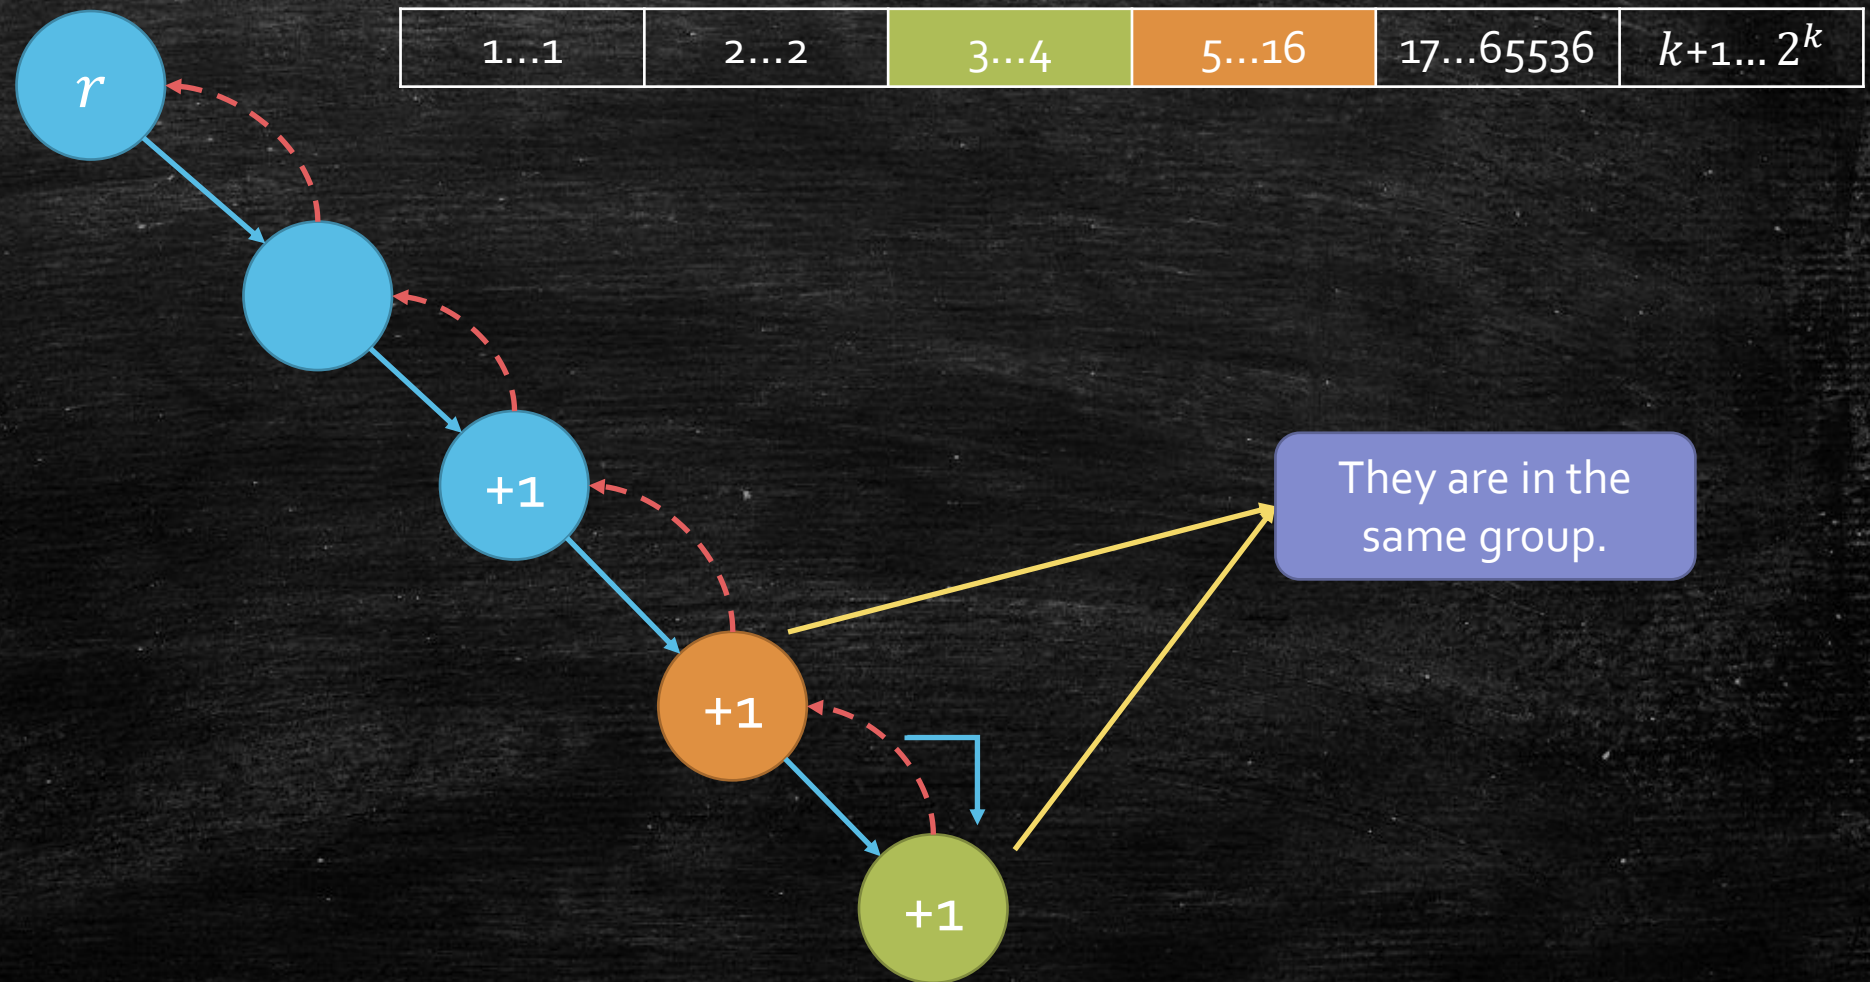 1...1 2...2 3...4 5...16 17...65536 k+1... 2^k
r
+1
They are in the
same group.
+1
+1